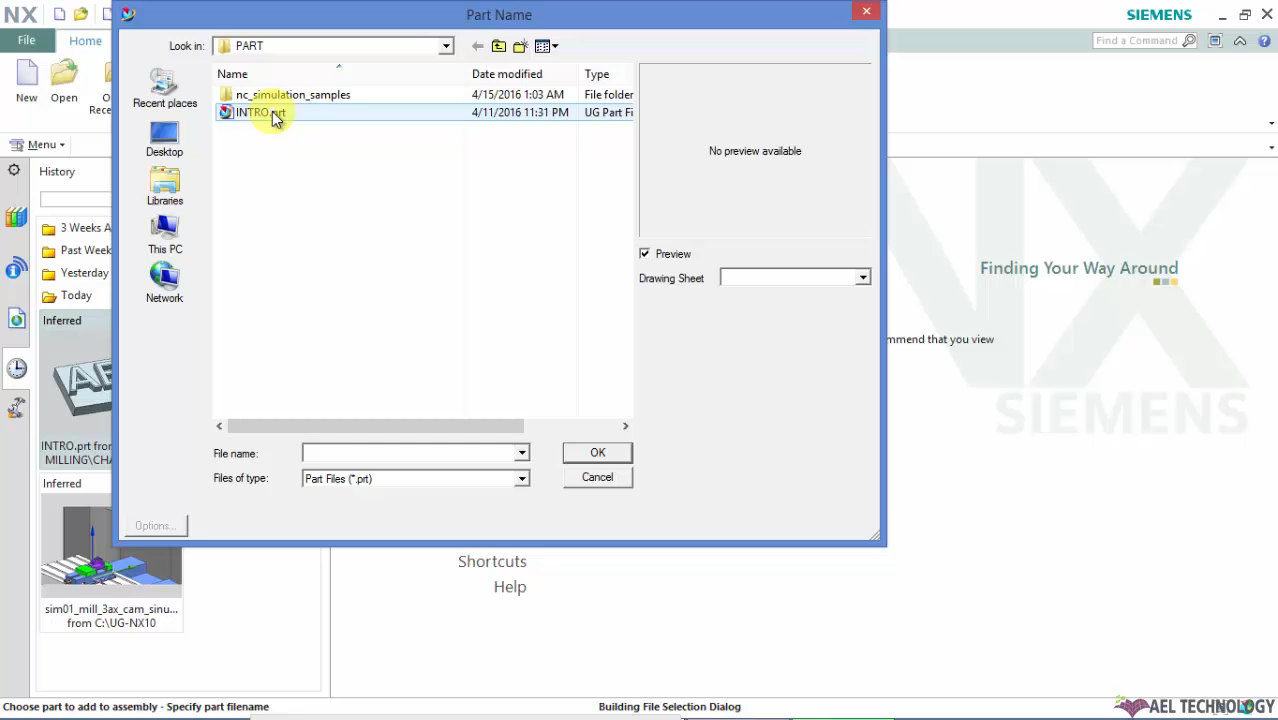 NX
Part Name
SIEMENS
File
Home
Find a Command
Look in:
PART
New
Open
Open
Rece
Recent places
Desktop
Libraries
This PC
Network
Name
Date modified
Type
nc_simulation_samples
4/15/2016 1:03 AM
File folder
INTRO.prt
4/11/2016 11:31 PM
UG Part Fi
No preview available
Preview
Drawing Sheet
Menu
History
3 Weeks A
Past Week
Yesterday
Today
Inferred
INTRO.prt from
MILLING\CHA
Inferred
sim01_mill_3ax_cam_sinu...
from C:\UG-NX10
File name:
OK
Files of type:
Part Files (*.prt)
Cancel
Options...
NX
SIEMENS
Finding Your Way Around
mmend that you view
Shortcuts
Help
Choose part to add to assembly - Specify part filename
Building File Selection Dialog
AEL TECHNOLOGY